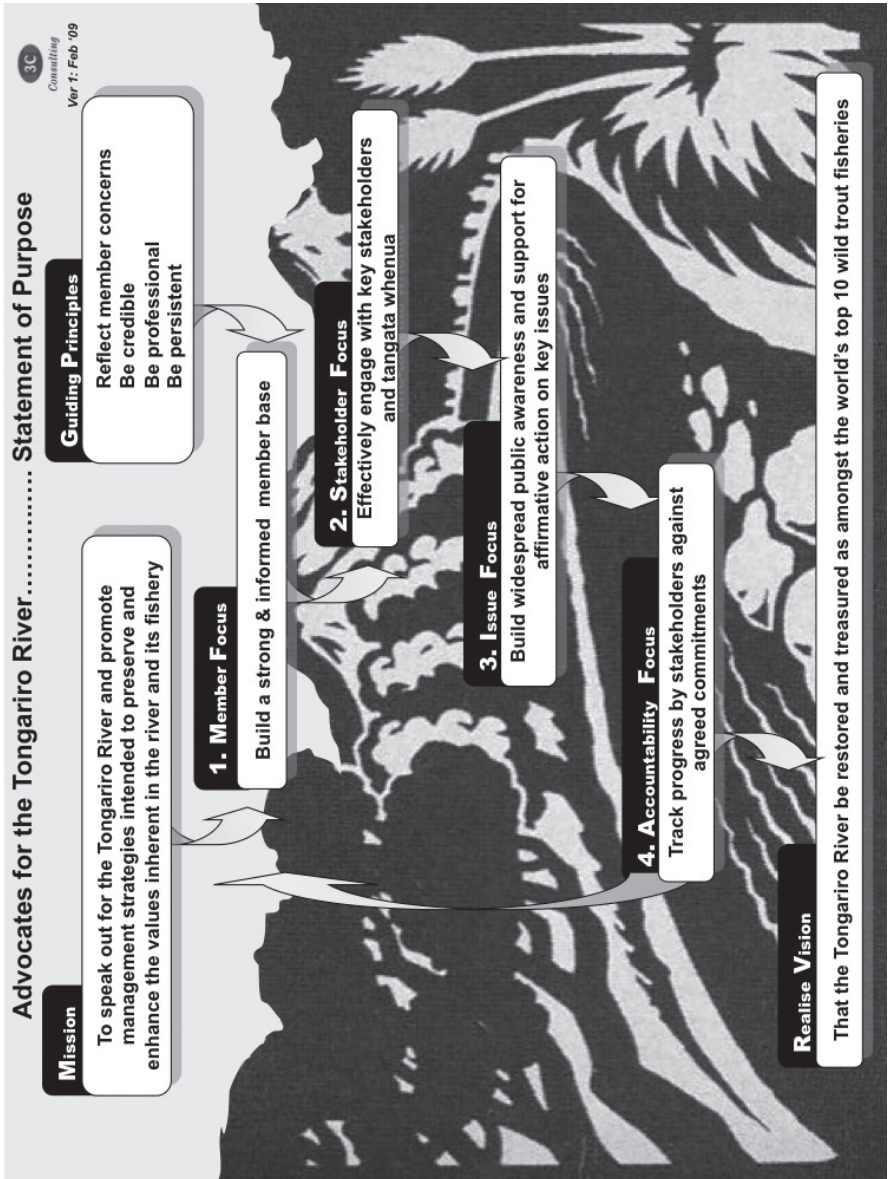 Advocates for the Tongariro River............... Statement of Purpose
3C
Consulting
Ver 1: Feb '09
Mission
To speak out for the Tongariro River and promote
management strategies intended to preserve and
enhance the values inherent in the river and its fishery
Guiding Principles
Reflect member concerns
Be credible
Be professional
Be persistent
1. Member Focus
Build a strong & informed member base
2. Stakeholder Focus
Effectively engage with key stakeholders
and tangata whenua
3. Issue Focus
Build widespread public awareness and support for
affirmative action on key issues
4. Accountability Focus
Track progress by stakeholders against
agreed commitments
Realise Vision
That the Tongariro River be restored and treasured as amongst the world's top 10 wild trout fisheries